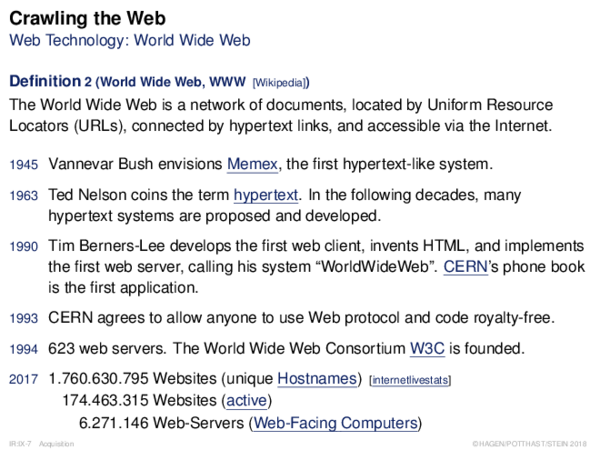 Crawling the Web
Web Technology: World Wide Web
Definition 2 (World Wide Web, WWW [Wikipedia])
The World Wide Web is a network of documents, located by Uniform Resource
Locators (URLs), connected by hypertext links, and accessible via the Internet.
1945 Vannevar Bush envisions Memex, the first hypertext-like system.
1963 Ted Nelson coins the term hypertext. In the following decades, many
hypertext systems are proposed and developed.
1990 Tim Berners-Lee develops the first web client, invents HTML, and implements
the first web server, calling his system “WorldWideWeb”. CERN’s phone book
is the first application.
1993 CERN agrees to allow anyone to use Web protocol and code royalty-free.
1994 623 web servers. The World Wide Web Consortium W3C is founded.
2017 1.760.630.795 Websites (unique Hostnames) [internetlivestats]
174.463.315 Websites (active)
6.271.146 Web-Servers (Web-Facing Computers)
IR:IX-7 Acquisition ©HAGEN/POTTHAST/STEIN 2018